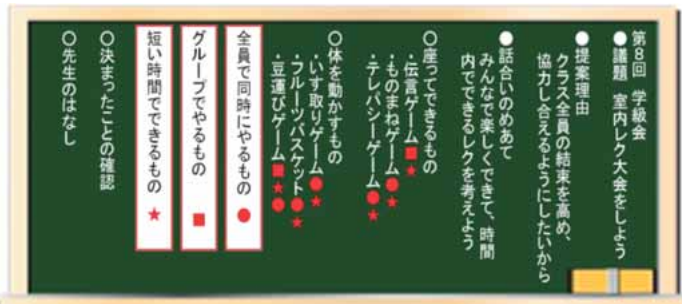 第8回　学級会
●議題　室内レク大会をしよう
●提案理由
クラス全員の結束を高め、
協力し合えるようにしたいから
●話合いのめあて
みんなで楽しくできて、時間
内でできるレクを考えよう
○座ってできるもの
・伝言ゲーム■★
・ものまねゲーム●★
・テレパシーゲーム●★
○体を動かすもの
・いす取りゲーム●★
・フルーツバスケット●★
・豆運びゲーム■★●
全員で同時にやるもの ●
グループでやるもの ■
短い時間でできるもの ★
○決まったことの確認
○先生のはなし